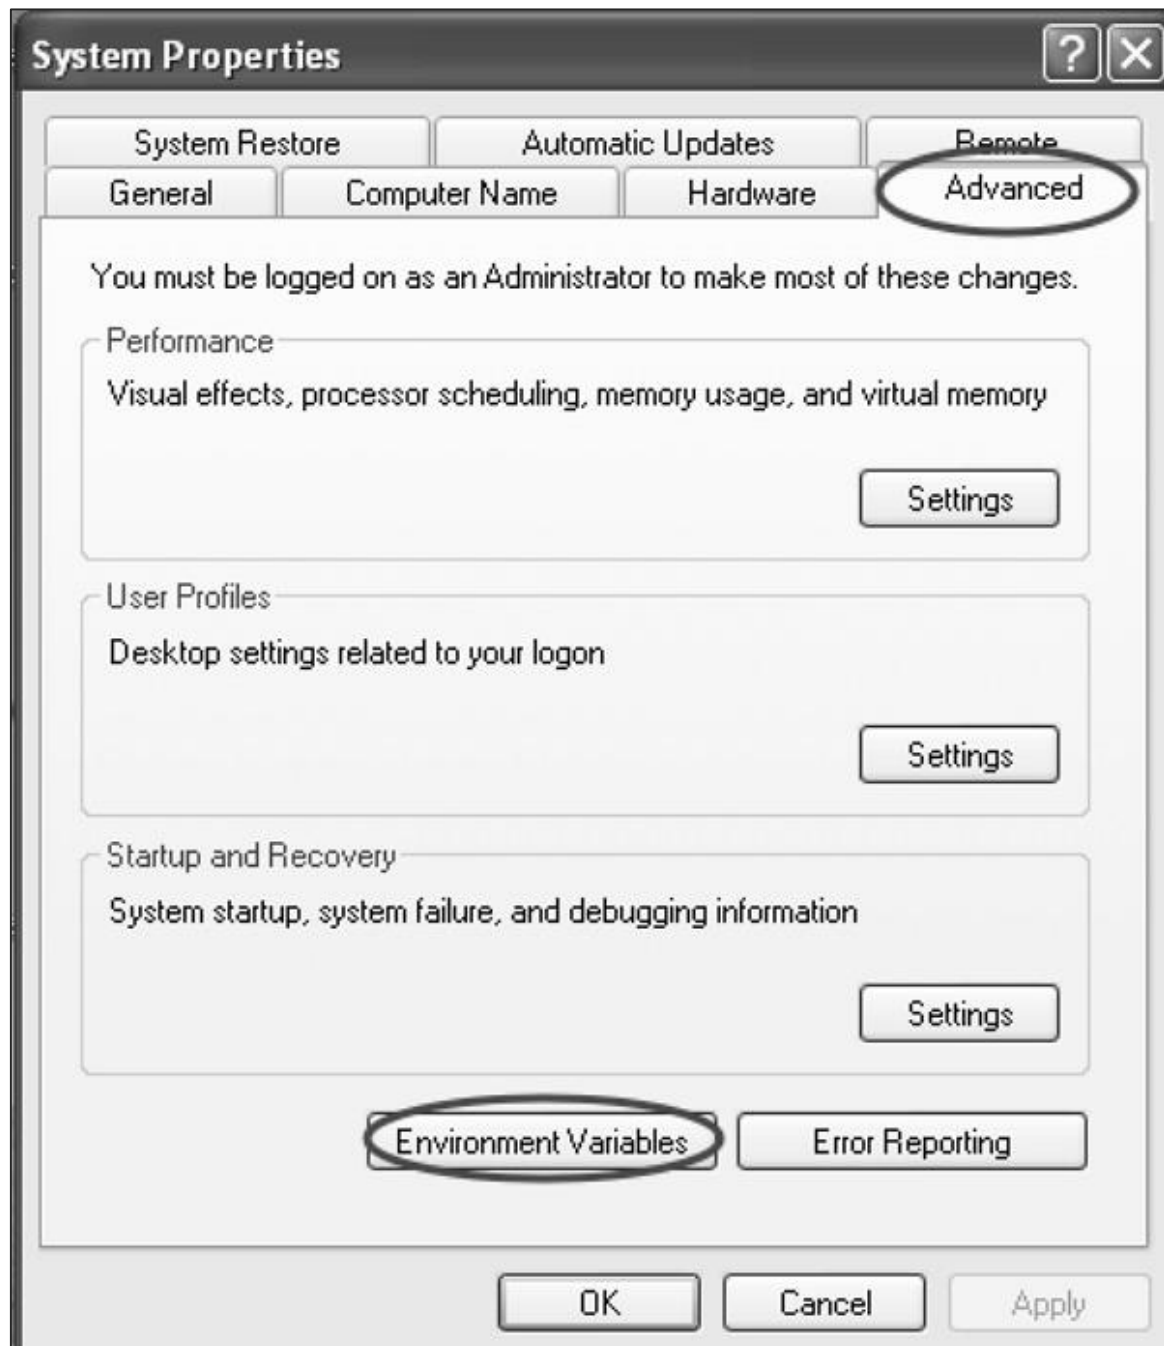 System Properties
System Restore Automatic Updates Remote
General Computer Name Hardware Advanced
You must be logged on as an Administrator to make most of these changes.
Performance
Visual effects, processor scheduling, memory usage, and virtual memory
Settings
User Profiles
Desktop settings related to your logon
Settings
Startup and Recovery
System startup, system failure, and debugging information
Settings
Environment Variables Error Reporting
OK Cancel Apply